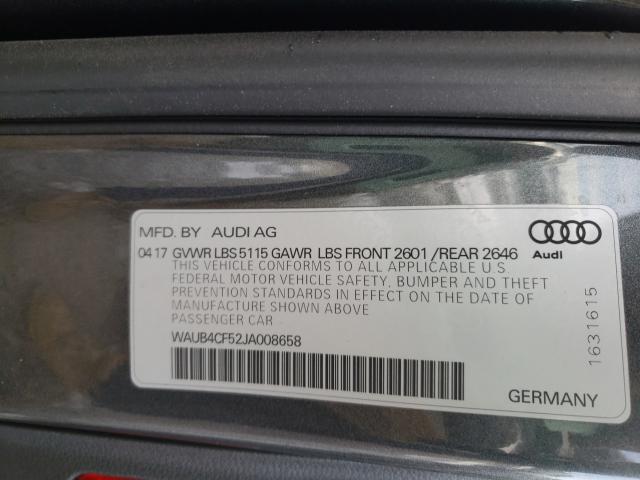 MFD. BY AUDI AG
Audi
04 17 GVWR LBS 5115 GAWR LBS FRONT 2601 /REAR 2646
THIS VEHICLE CONFORMS TO ALL APPLICABLE U.S.
FEDERAL MOTOR VEHICLE SAFETY, BUMPER AND THEFT
PREVENTION STANDARDS IN EFFECT ON THE DATE OF
MANUFACTURE SHOWN ABOVE
PASSENGER CAR
WAUB4CF52JA008658
1631615
GERMANY